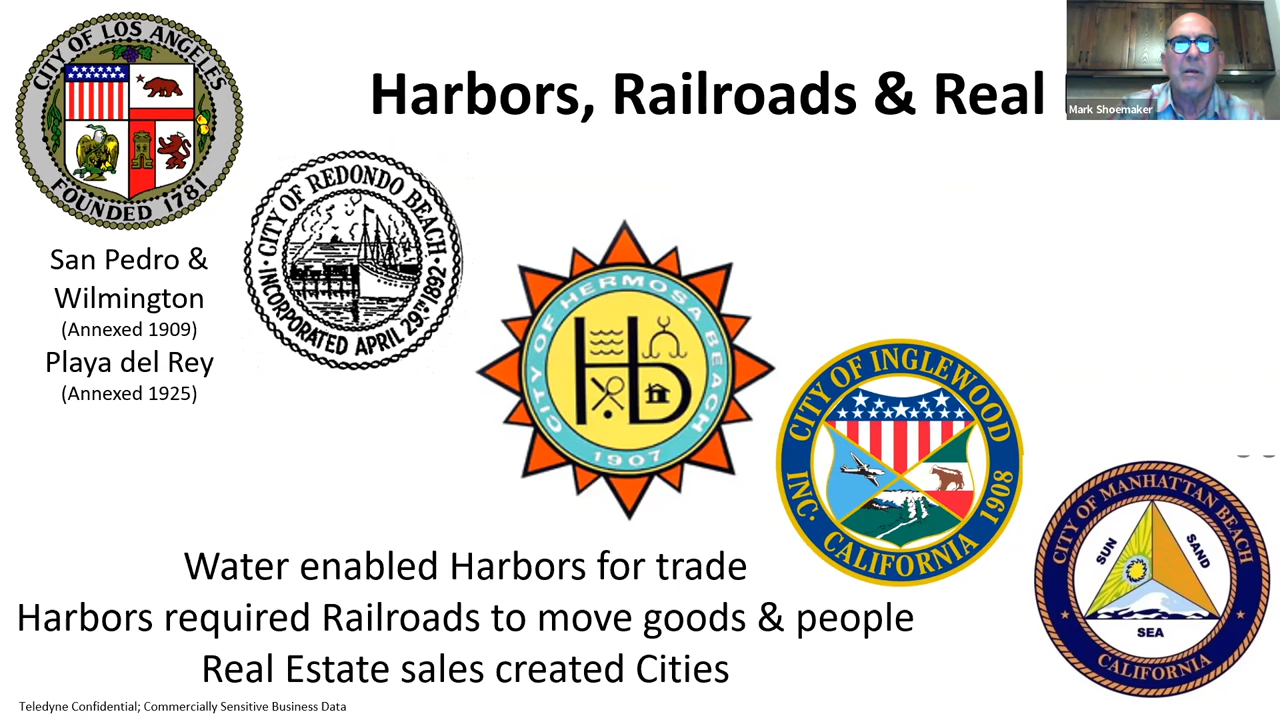 Harbors, Railroads & Real
Mark Shoemaker
CITY OF LOS ANGELES
FOUNDED 1781
San Pedro &
Wilmington
(Annexed 1909)
Playa del Rey
(Annexed 1925)
CITY OF REDONDO BEACH
INCORPORATED APRIL 29TH 1892
CITY OF HERMOSA BEACH
Hb
1907
CITY OF INGLEWOOD
INC. 1908
CALIFORNIA
CITY OF MANHATTAN BEACH
SUN
SAND
SEA
CALIFORNIA
Water enabled Harbors for trade
Harbors required Railroads to move goods & people
Real Estate sales created Cities
Teledyne Confidential; Commercially Sensitive Business Data